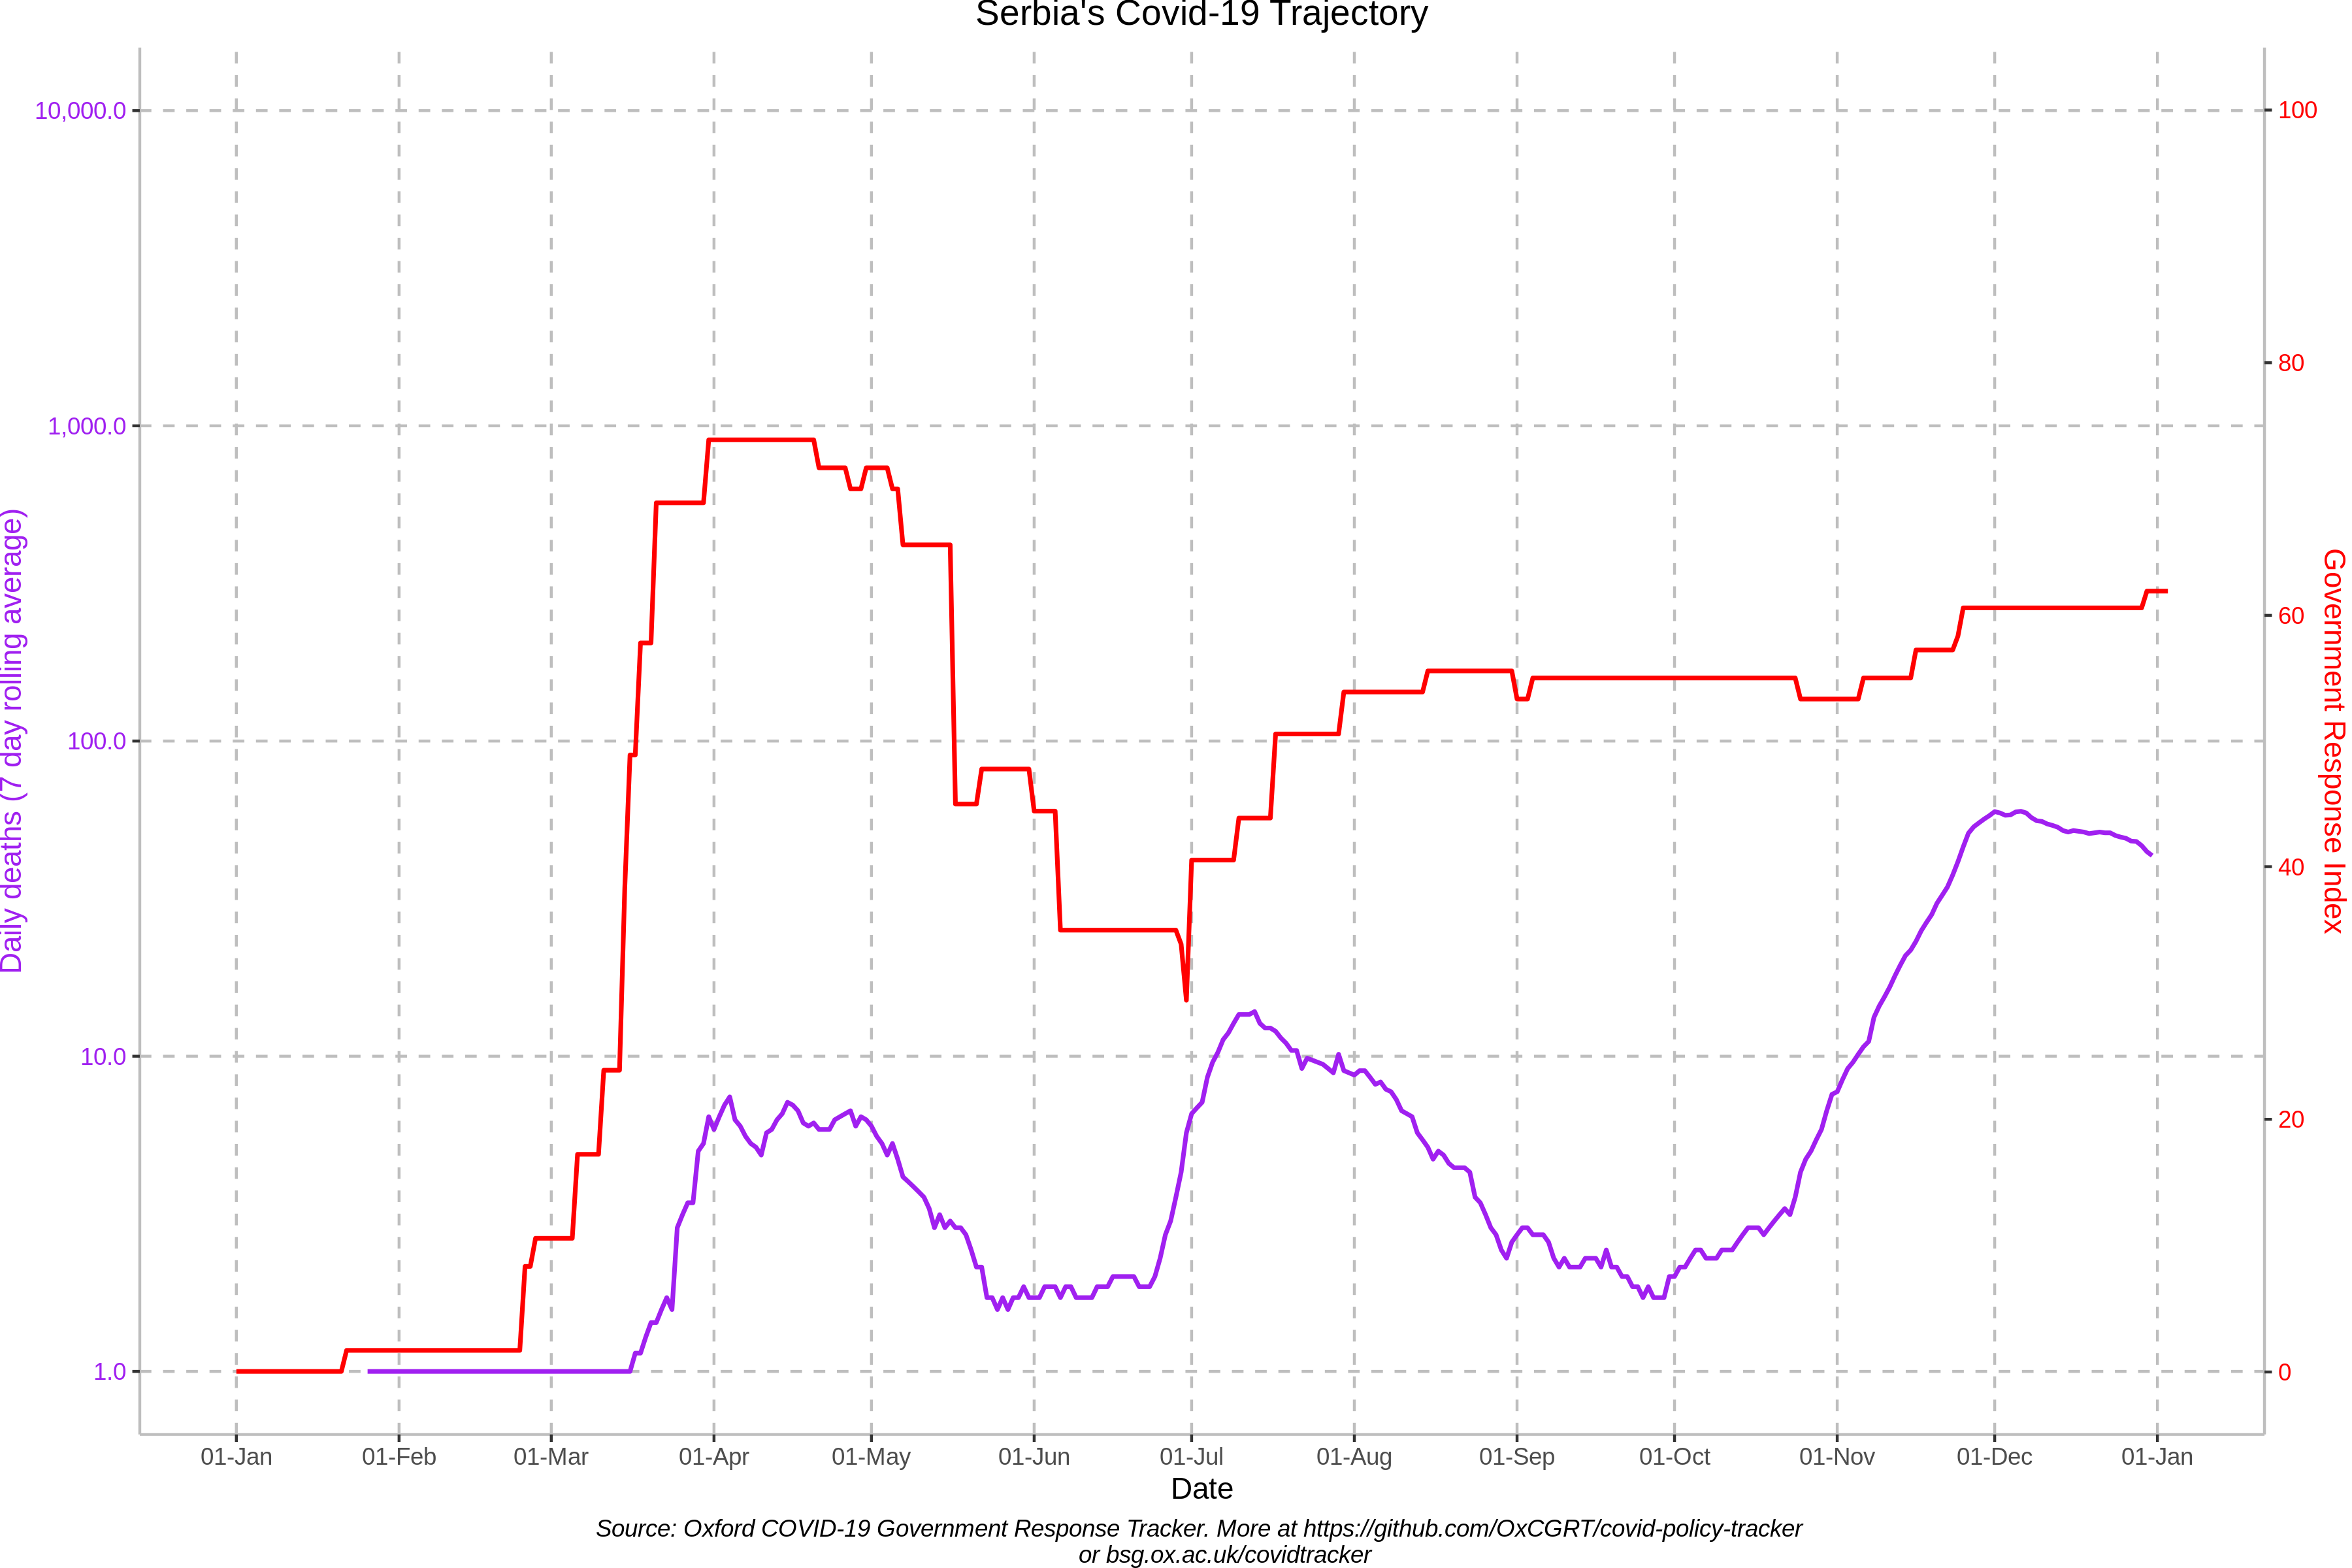 Serbia's Covid-19 Trajectory
10,000.0
1,000.0
100.0
10.0
1.0
Daily deaths (7 day rolling average)
100
80
60
40
20
0
Government Response Index
01-Jan 01-Feb 01-Mar 01-Apr 01-May 01-Jun 01-Jul 01-Aug 01-Sep 01-Oct 01-Nov 01-Dec 01-Jan
Date
Source: Oxford COVID-19 Government Response Tracker. More at https://github.com/OxCGRT/covid-policy-tracker
or bsg.ox.ac.uk/covidtracker